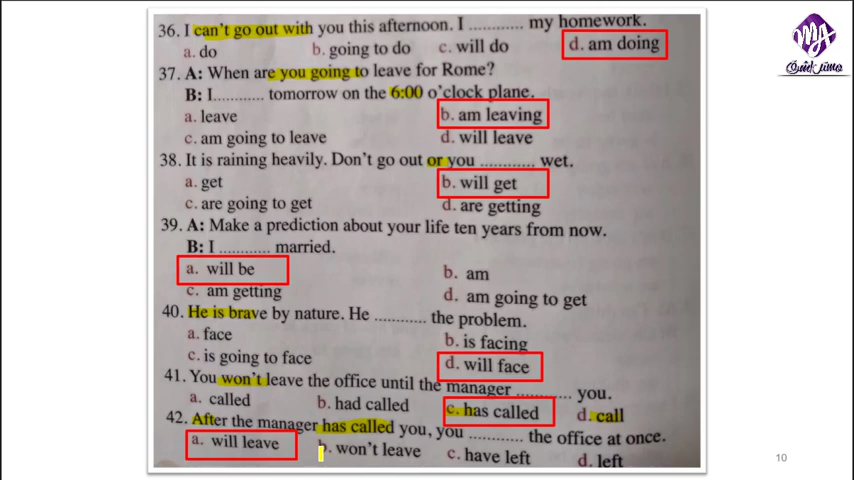 36. I can't go out with you this afternoon. I ........... my homework.
a. do b. going to do c. will do d. am doing
37. A: When are you going to leave for Rome?
B: I........... tomorrow on the 6:00 o'clock plane.
a. leave b. am leaving
c. am going to leave d. will leave
38. It is raining heavily. Don't go out or you ........... wet.
a. get b. will get
c. are going to get d. are getting
39. A: Make a prediction about your life ten years from now.
B: I ........... married.
a. will be b. am
c. am getting d. am going to get
40. He is brave by nature. He ........... the problem.
a. face b. is facing
c. is going to face d. will face
41. You won't leave the office until the manager ........... you.
a. called b. had called c. has called d. call
42. After the manager has called you, you ........... the office at once.
a. will leave b. won't leave c. have left d. left
10